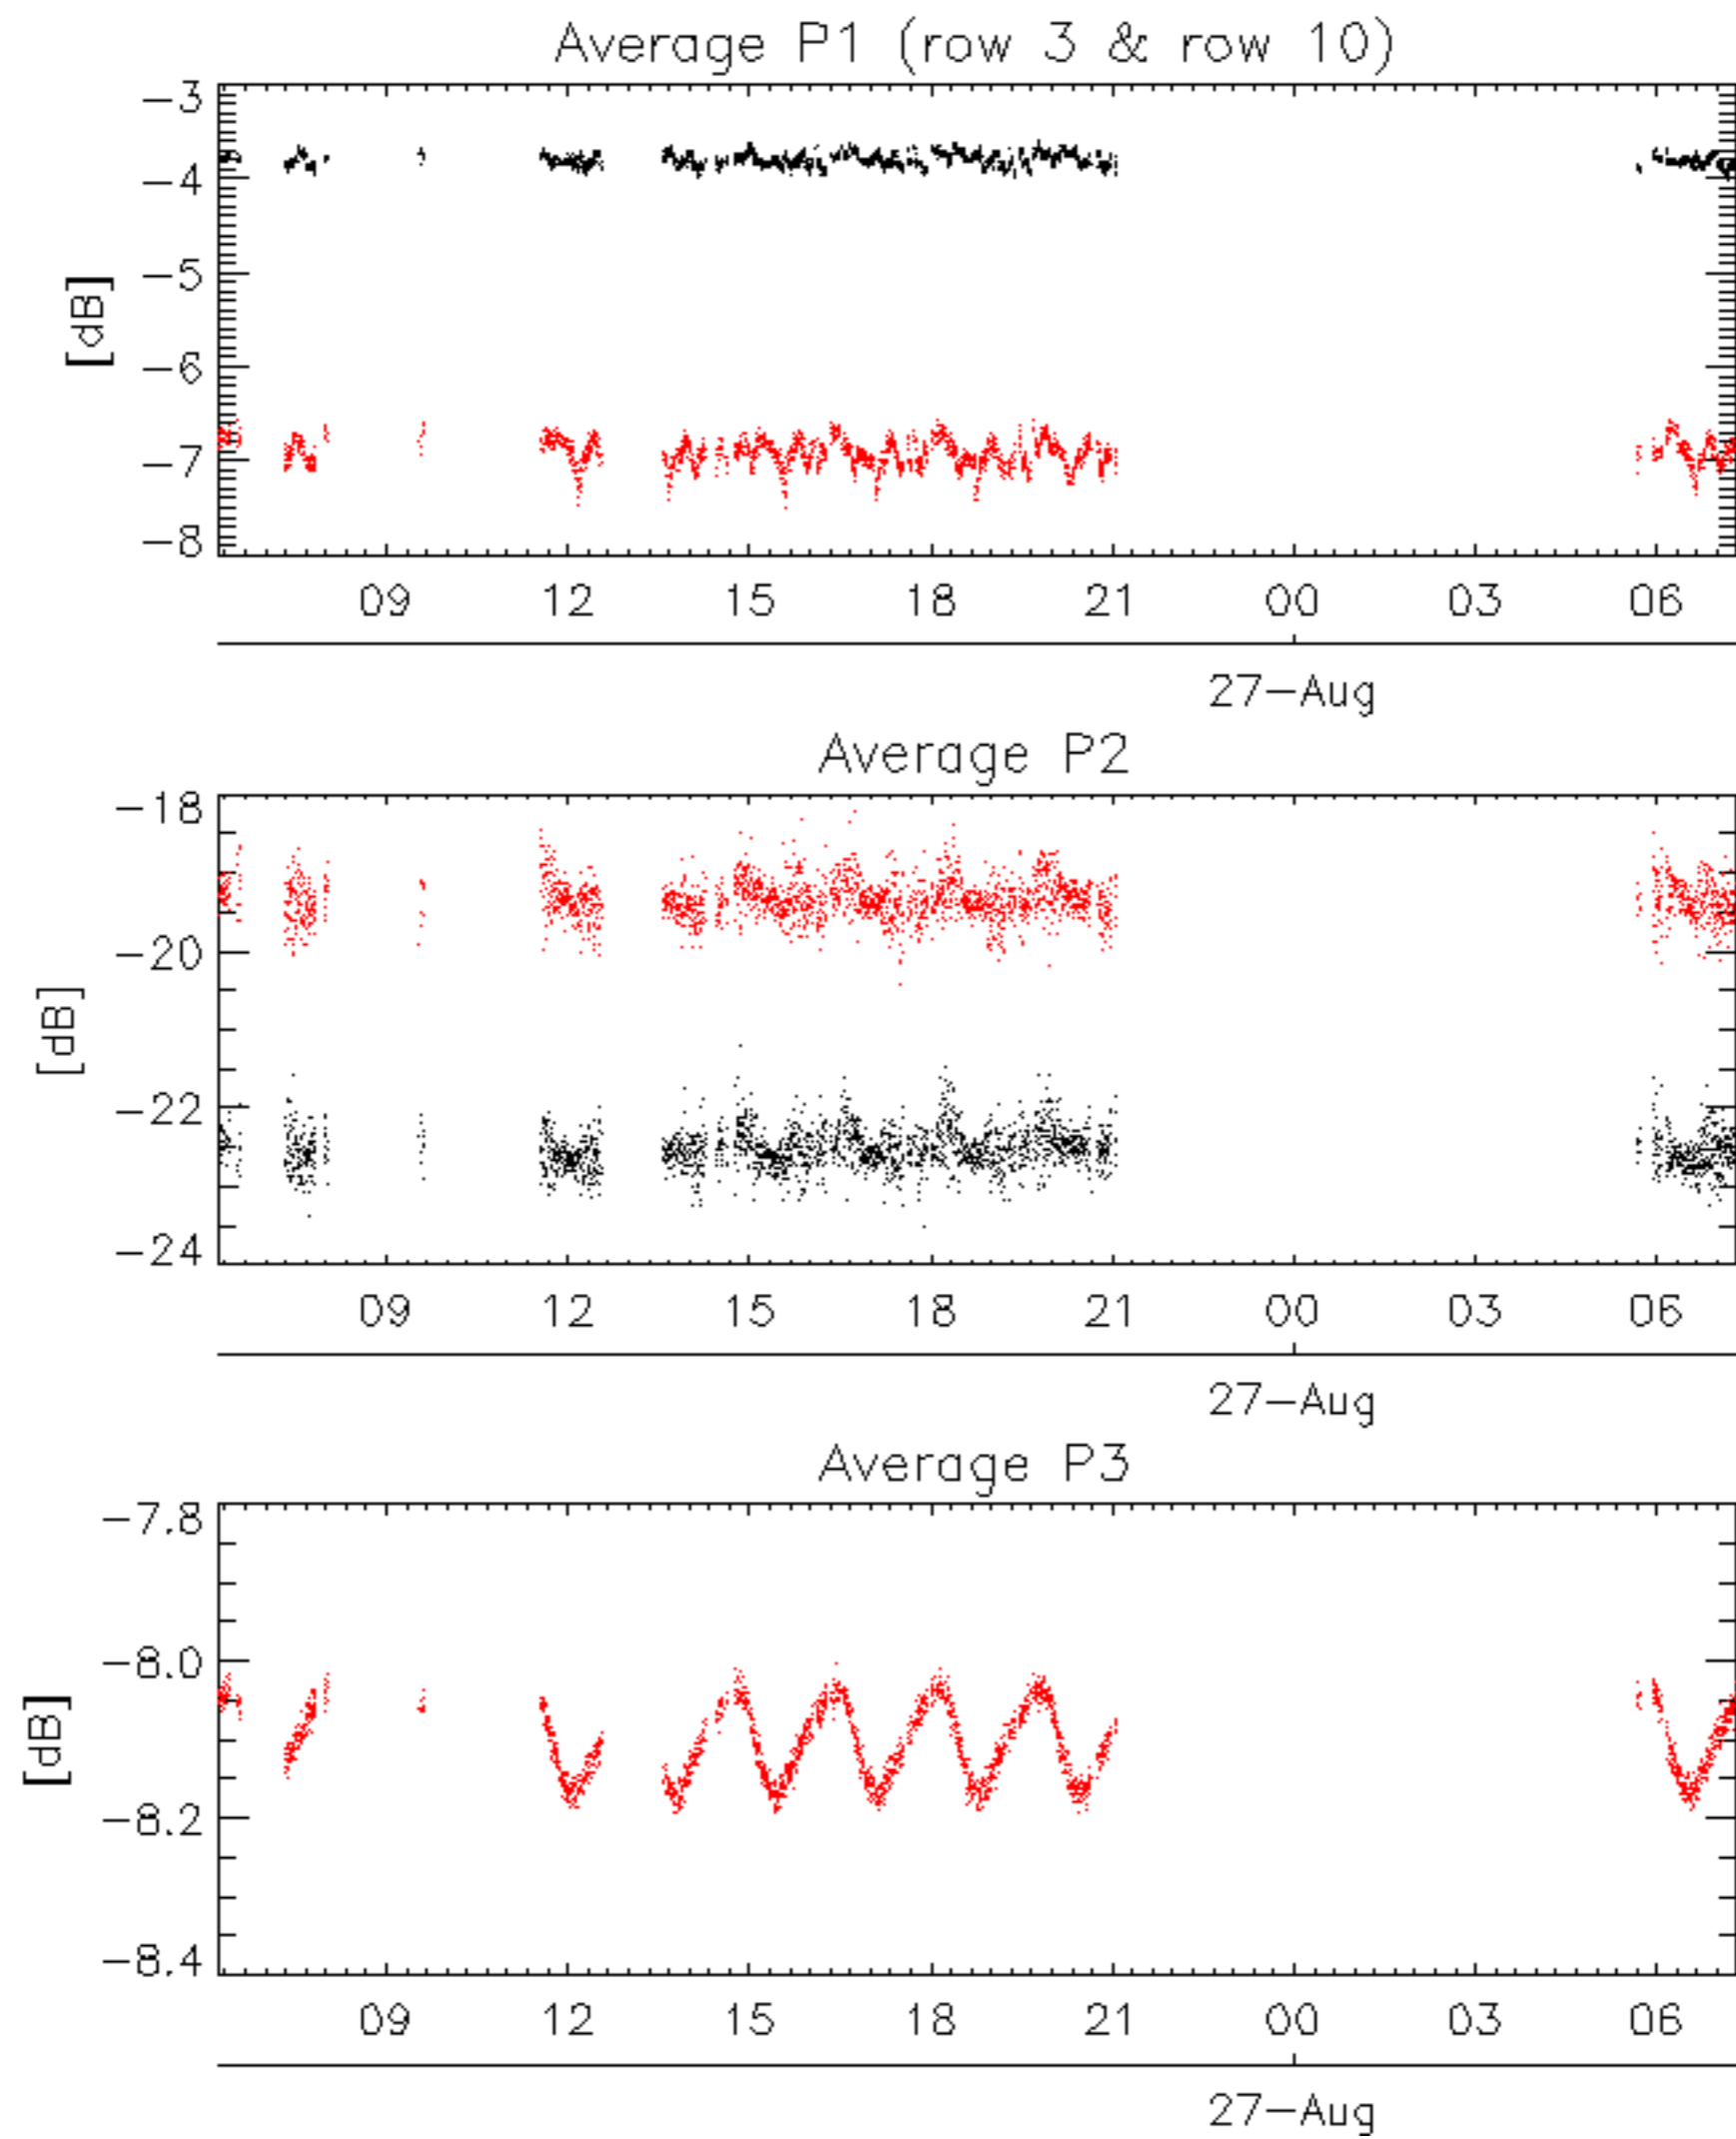 Average P1 (row 3 & row 10)
-3
-4
-5
-6
-7
-8
[dB]
09 12 15 18 21 00 03 06
27-Aug
Average P2
-18
-20
-22
-24
[dB]
09 12 15 18 21 00 03 06
27-Aug
Average P3
-7.8
-8.0
-8.2
-8.4
[dB]
09 12 15 18 21 00 03 06
27-Aug